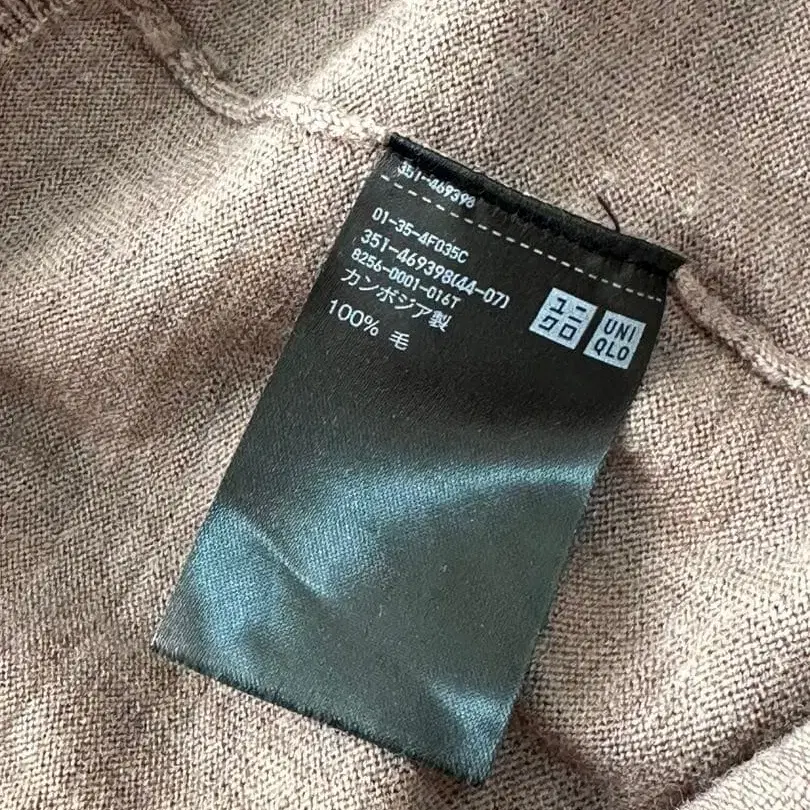 351-469398
01-35-4F035C
351-469398(44-07)
8256-0001-016T
カンボジア製
100% 毛
ユニ
クロ
UNI
QLO